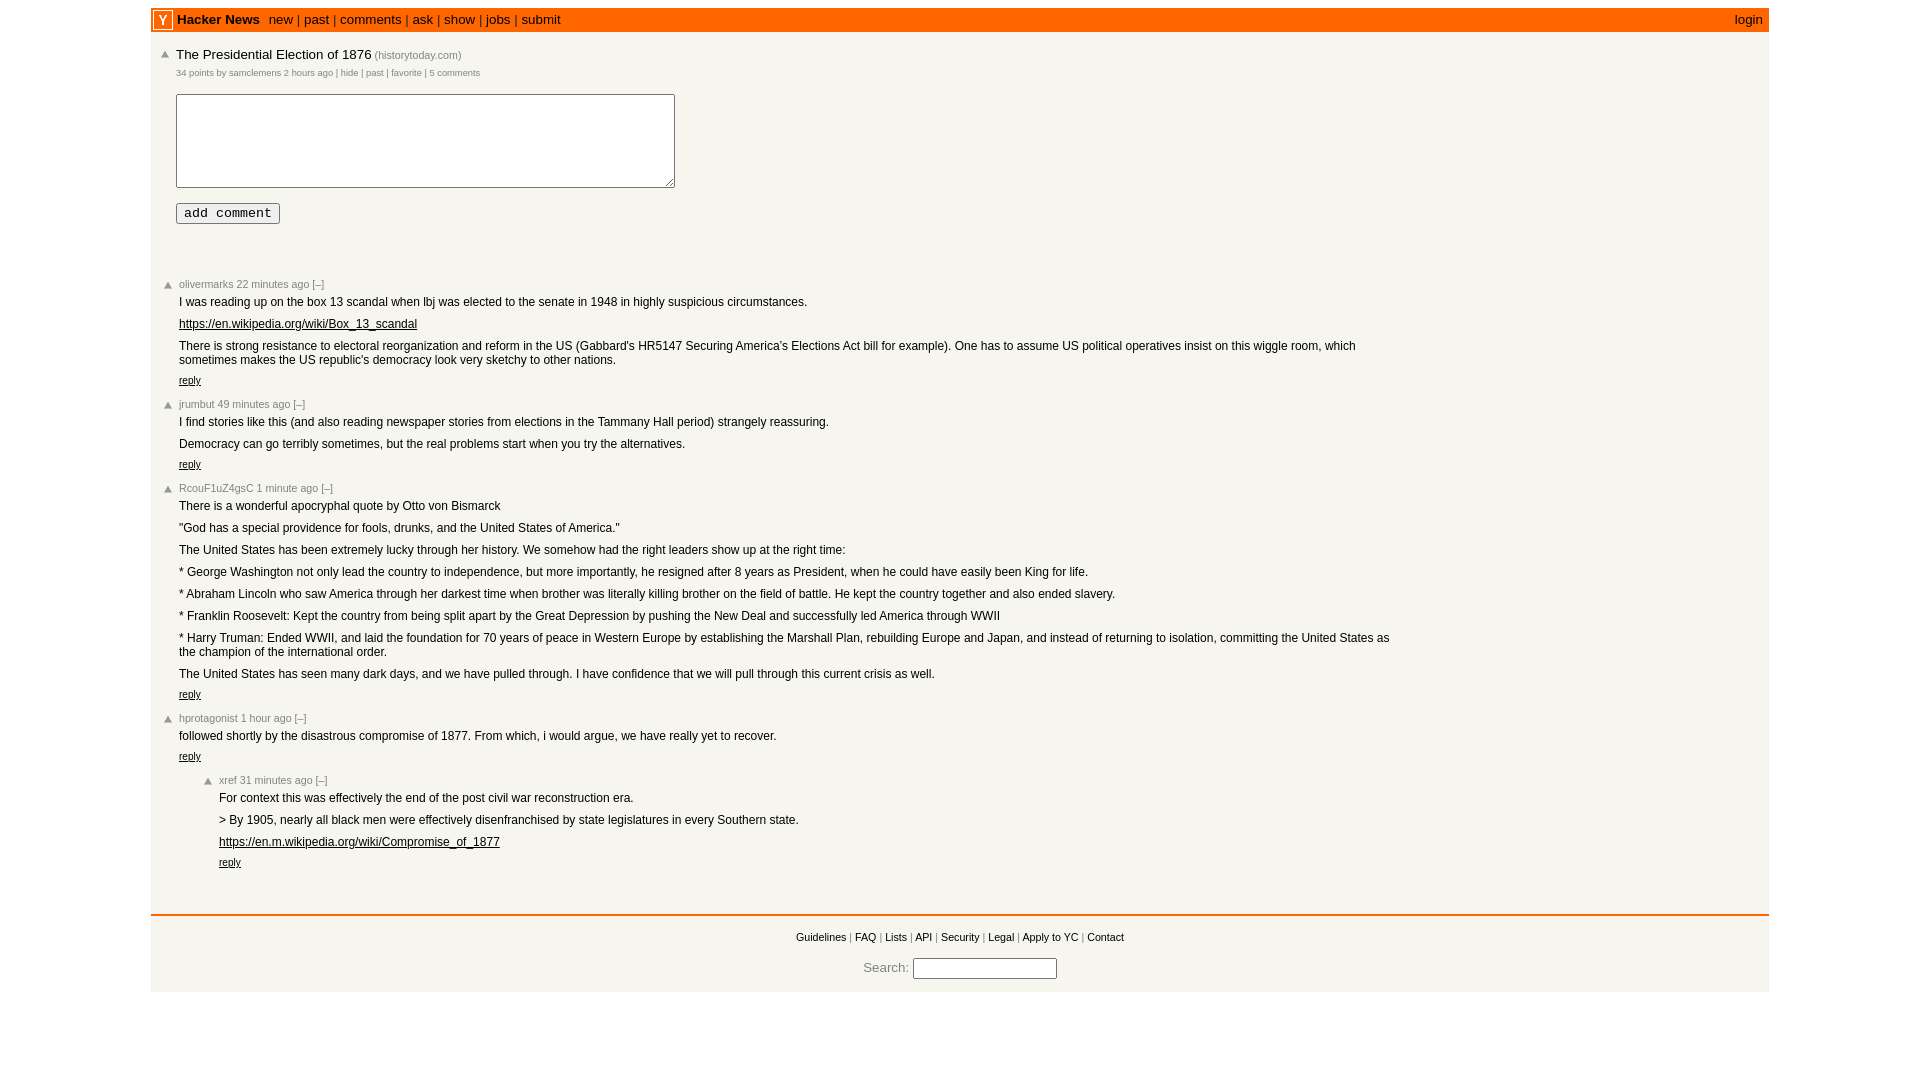 Y Hacker News new | past | comments | ask | show | jobs | submit login
The Presidential Election of 1876 (historytoday.com)
34 points by samclemens 2 hours ago | hide | past | favorite | 5 comments
add comment
olivermarks 22 minutes ago [–]
I was reading up on the box 13 scandal when lbj was elected to the senate in 1948 in highly suspicious circumstances.
https://en.wikipedia.org/wiki/Box_13_scandal
There is strong resistance to electoral reorganization and reform in the US (Gabbard's HR5147 Securing America’s Elections Act bill for example). One has to assume US political operatives insist on this wiggle room, which
sometimes makes the US republic's democracy look very sketchy to other nations.
reply
jrumbut 49 minutes ago [–]
I find stories like this (and also reading newspaper stories from elections in the Tammany Hall period) strangely reassuring.
Democracy can go terribly sometimes, but the real problems start when you try the alternatives.
reply
RcouF1uZ4gsC 1 minute ago [–]
There is a wonderful apocryphal quote by Otto von Bismarck
"God has a special providence for fools, drunks, and the United States of America."
The United States has been extremely lucky through her history. We somehow had the right leaders show up at the right time:
* George Washington not only lead the country to independence, but more importantly, he resigned after 8 years as President, when he could have easily been King for life.
* Abraham Lincoln who saw America through her darkest time when brother was literally killing brother on the field of battle. He kept the country together and also ended slavery.
* Franklin Roosevelt: Kept the country from being split apart by the Great Depression by pushing the New Deal and successfully led America through WWII
* Harry Truman: Ended WWII, and laid the foundation for 70 years of peace in Western Europe by establishing the Marshall Plan, rebuilding Europe and Japan, and instead of returning to isolation, committing the United States as
the champion of the international order.
The United States has seen many dark days, and we have pulled through. I have confidence that we will pull through this current crisis as well.
reply
hprotagonist 1 hour ago [–]
followed shortly by the disastrous compromise of 1877. From which, i would argue, we have really yet to recover.
reply
xref 31 minutes ago [–]
For context this was effectively the end of the post civil war reconstruction era.
> By 1905, nearly all black men were effectively disenfranchised by state legislatures in every Southern state.
https://en.m.wikipedia.org/wiki/Compromise_of_1877
reply
Guidelines | FAQ | Lists | API | Security | Legal | Apply to YC | Contact
Search: